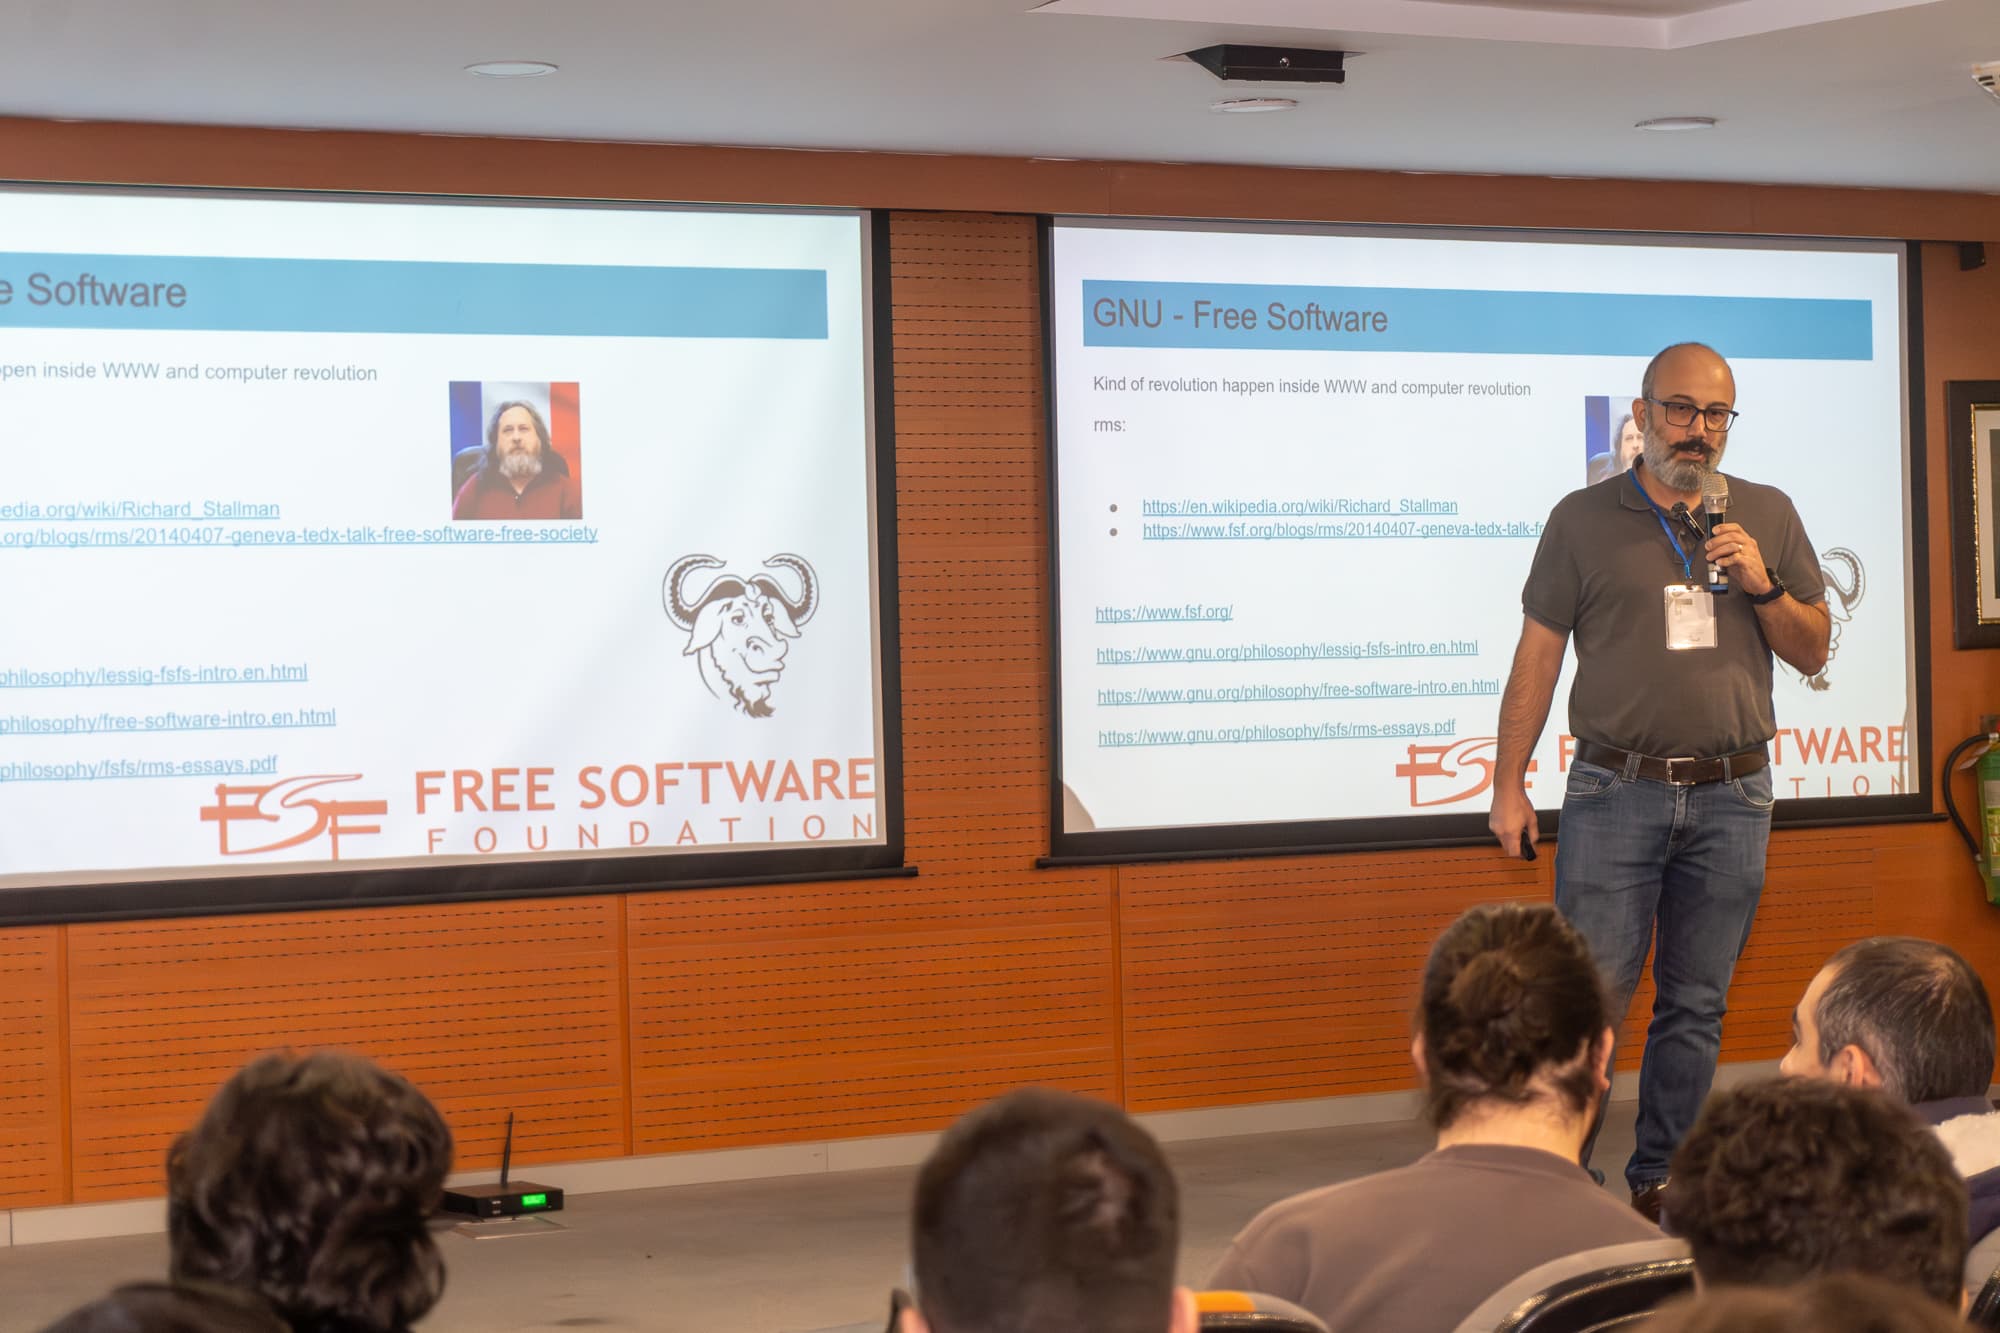 e Software
pen inside WWW and computer revolution
edia.org/wiki/Richard_Stallman
.org/blogs/rms/20140407-geneva-tedx-talk-free-software-free-society
philosophy/lessig-fsfs-intro.en.html
philosophy/free-software-intro.en.html
philosophy/fsfs/rms-essays.pdf
FSF
FREE SOFTWARE
FOUNDATION
GNU - Free Software
Kind of revolution happen inside WWW and computer revolution
rms:
https://en.wikipedia.org/wiki/Richard_Stallman
https://www.fsf.org/blogs/rms/20140407-geneva-tedx-talk-fr
https://www.fsf.org/
https://www.gnu.org/philosophy/lessig-fsfs-intro.en.html
https://www.gnu.org/philosophy/free-software-intro.en.html
https://www.gnu.org/philosophy/fsfs/rms-essays.pdf
FSF
F TWARE
TION